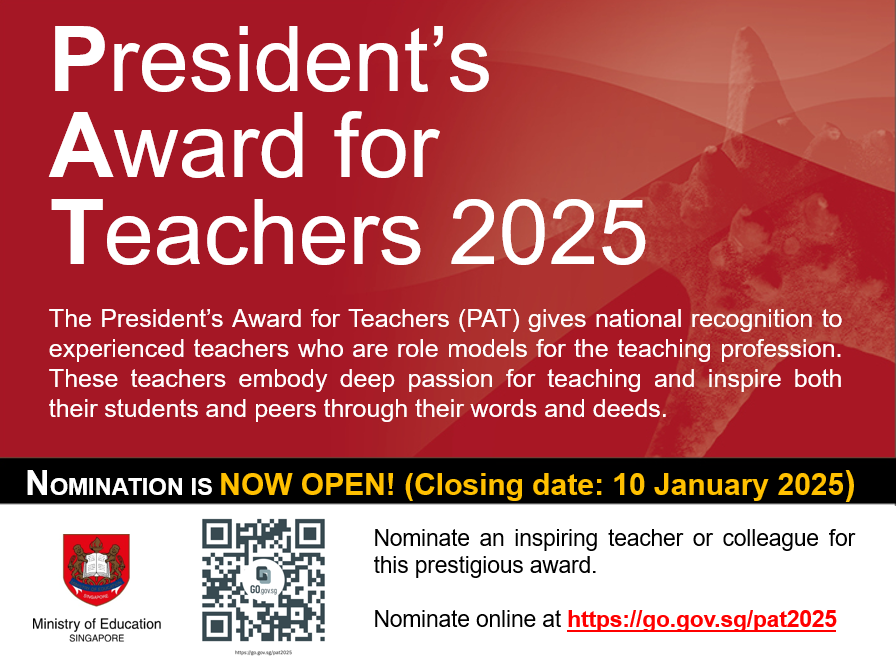 President’s
Award for
Teachers 2025
The President’s Award for Teachers (PAT) gives national recognition to
experienced teachers who are role models for the teaching profession.
These teachers embody deep passion for teaching and inspire both
their students and peers through their words and deeds.
NOMINATION IS NOW OPEN! (Closing date: 10 January 2025)
Nominate an inspiring teacher or colleague for
this prestigious award.
Nominate online at https://go.gov.sg/pat2025
GO.gov.sg
https://go.gov.sg/pat2025
SINGAPORE
Ministry of Education
SINGAPORE